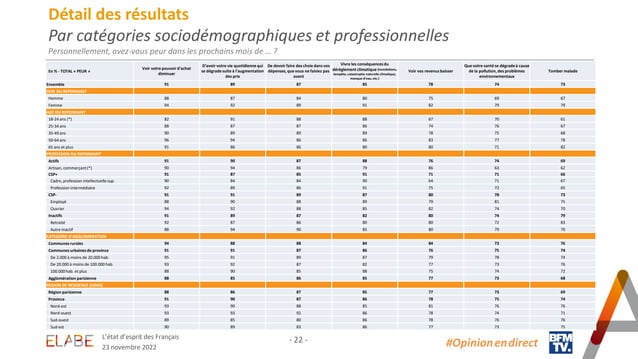 Détail des résultats
Par catégories sociodémographiques et professionnelles
Personnellement, avez-vous peur dans les prochains mois de … ?
En % - TOTAL « PEUR » Voir votre pouvoir d'achat diminuer D'avoir votre vie quotidienne qui se dégrade suite à l'augmentation des prix De devoir faire des choix dans vos dépenses, que vous ne faisiez pas avant Vivre les conséquences du dérèglement climatique (inondations, tempête, catastrophe naturelle climatique, manque d'eau, etc.) Voir vos revenus baisser Que votre santé se dégrade à cause de la pollution, des problèmes environnementaux Tomber malade
Ensemble 91 89 87 85 78 74 73
SEXE DU REPONDANT
Homme 88 87 84 80 75 69 67
Femme 94 92 89 91 82 79 79
AGE DU REPONDANT
18-24 ans (*) 82 91 88 88 67 70 61
25-34 ans 88 87 87 86 74 76 67
35-49 ans 90 89 89 89 78 75 68
50-64 ans 96 94 86 86 83 77 78
65 ans et plus 91 86 86 80 80 71 82
PROFESSION DU REPONDANT
Actifs 91 90 87 88 76 74 69
Artisan, commerçant (*) 90 94 86 79 86 63 62
CSP+ 91 87 85 91 71 71 66
Cadre, profession intellectuelle sup. 90 84 84 90 64 71 67
Profession intermédiaire 92 89 86 91 75 72 65
CSP- 91 91 89 87 80 78 73
Employé 88 90 88 89 79 81 75
Ouvrier 94 92 88 85 82 74 70
Inactifs 91 89 87 82 80 74 79
Retraité 92 87 86 80 80 72 83
Autre inactif 88 94 90 85 80 79 70
CATEGORIE D'AGGLOMERATION
Communes rurales 94 88 88 84 84 73 76
Communes urbaines de province 91 91 87 86 76 75 74
De 2.000 à moins de 20.000 hab. 95 91 89 87 79 78 74
De 20.000 à moins de 100.000 hab. 93 92 87 82 77 73 76
100.000 hab. et plus 88 90 85 88 75 74 72
Agglomération parisienne 88 85 86 85 77 73 68
REGION DE RESIDENCE (UDA5)
Région parisienne 88 86 87 85 77 73 69
Province 91 90 87 86 78 75 74
Nord-est 93 90 88 85 81 76 76
Nord-ouest 93 93 92 86 78 74 71
Sud-ouest 89 85 80 86 78 76 76
Sud-est 90 89 83 86 77 73 75
ELABE
L'état d'esprit des Français
23 novembre 2022
- 22 -
#Opinionendirect
BFM
TV.